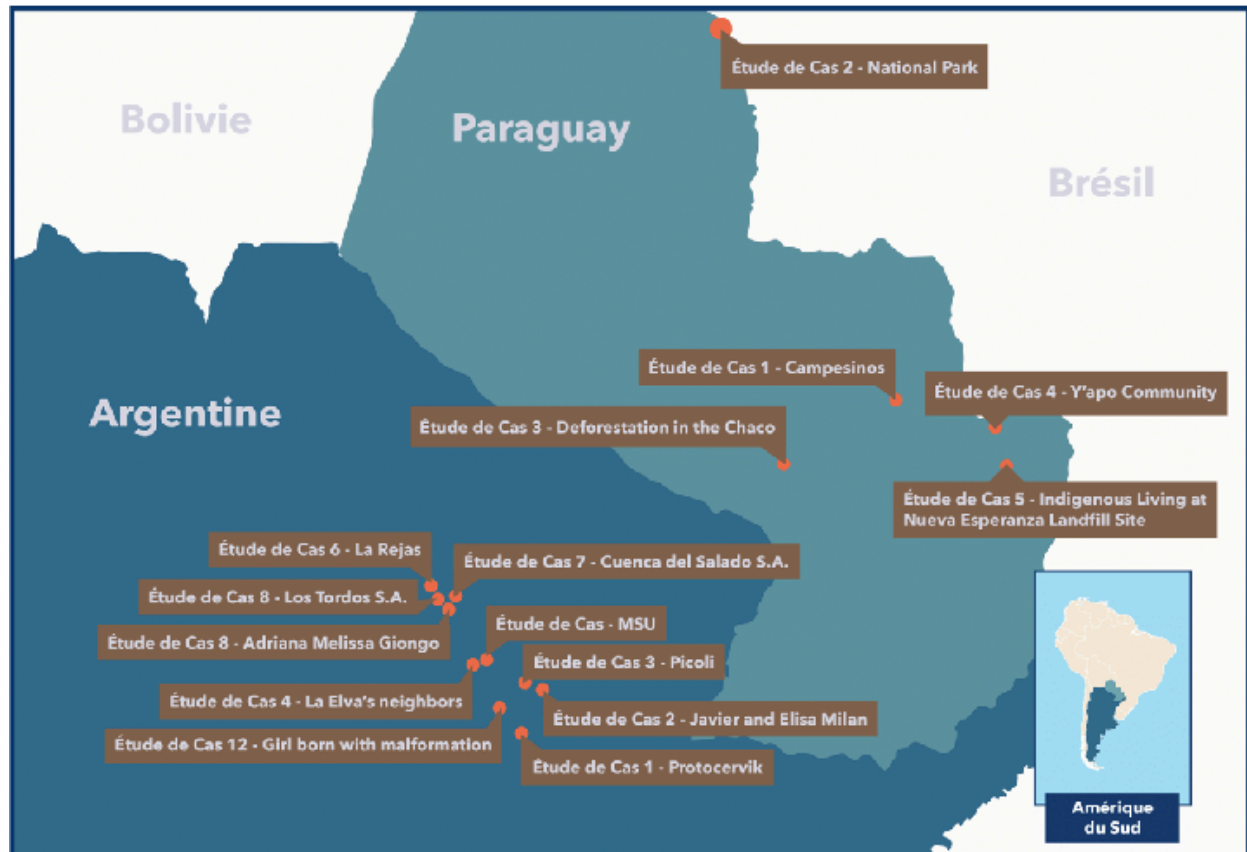 Étude de Cas 2 - National Park
Bolivie
Paraguay
Brésil
Étude de Cas 1 - Campesinos
Étude de Cas 4 - Y'apo Community
Argentine
Étude de Cas 3 - Deforestation in the Chaco
Étude de Cas 5 - Indigenous Living at
Nueva Esperanza Landfill Site
Étude de Cas 6 - La Rejas
Étude de Cas 7 - Cuenca del Salado S.A.
Étude de Cas 8 - Los Tordos S.A.
Étude de Cas - MSU
Étude de Cas 8 - Adriana Melissa Giongo
Étude de Cas 3 - Picoli
Étude de Cas 4 - La Elva's neighbors
Étude de Cas 2 - Javier and Elisa Milan
Étude de Cas 12 - Girl born with malformation
Étude de Cas 1 - Protocervik
Amérique
du Sud